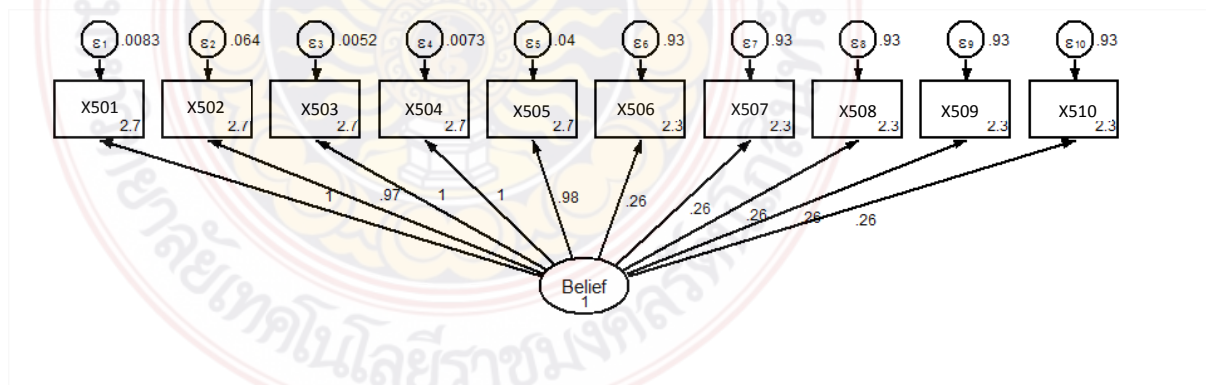 ε1 .0083 ε2 .064 ε3 .0052 ε4 .0073 ε5 .04 ε6 .93 ε7 .93 ε8 .93 ε9 .93 ε10 .93
X501 X502 X503 X504 X505 X506 X507 X508 X509 X510
2.7 2.7 2.7 2.7 2.7 2.3 2.3 2.3 2.3 2.3
1 .97 1 1 .98 .26 .26 .26 .26 .26
Belief
1